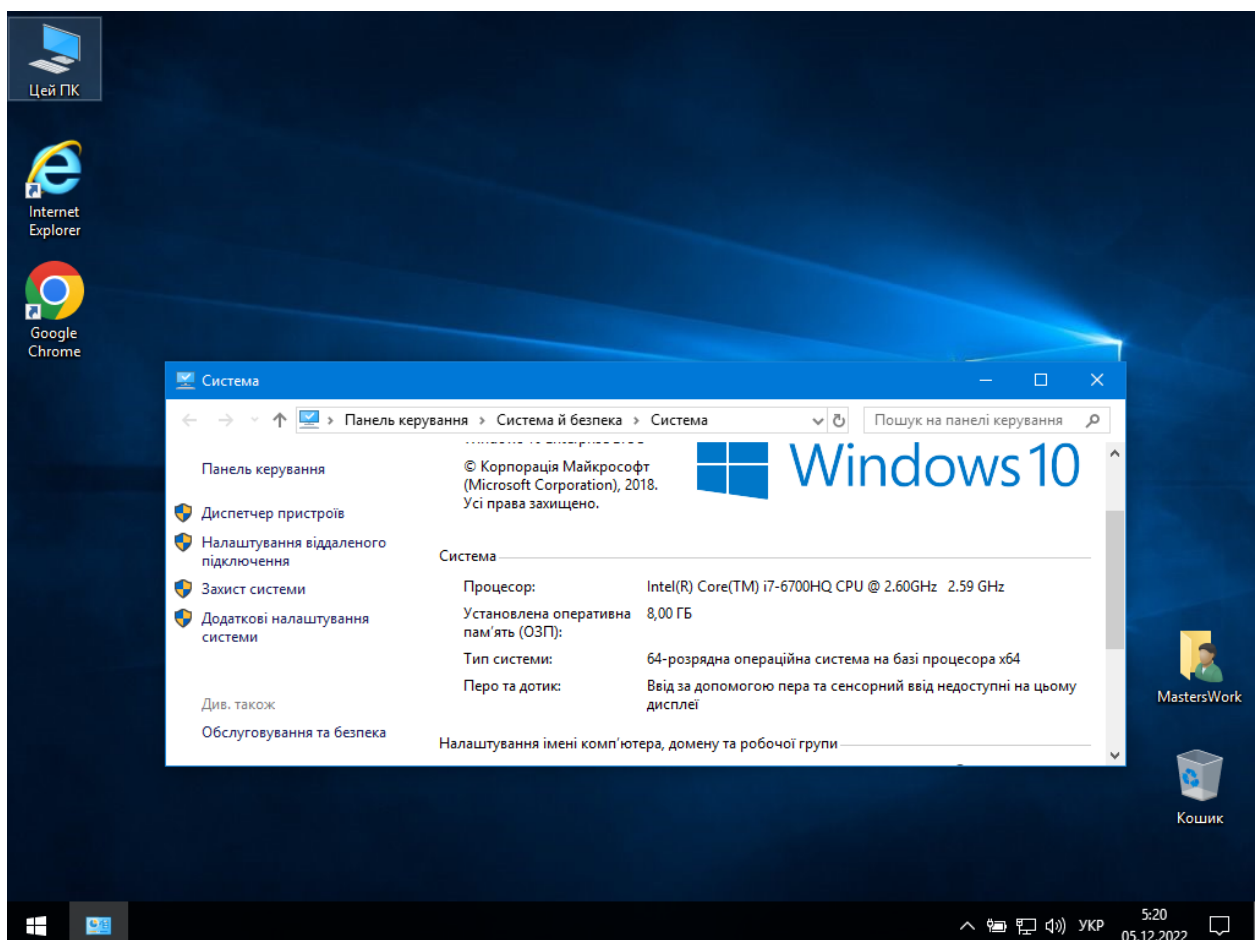 Цей ПК
Internet
Explorer
Google
Chrome
Система
Панель керування › Система й безпека › Система
Пошук на панелі керування
Панель керування
Диспетчер пристроїв
Налаштування віддаленого
підключення
Захист системи
Додаткові налаштування
системи
Див. також
Обслуговування та безпека
© Корпорація Майкрософт
(Microsoft Corporation), 2018.
Усі права захищено.
Windows 10
Система
Процесор: Intel(R) Core(TM) i7-6700HQ CPU @ 2.60GHz 2.59 GHz
Установлена оперативна 8,00 ГБ
пам'ять (ОЗП):
Тип системи: 64-розрядна операційна система на базі процесора x64
Перо та дотик: Ввід за допомогою пера та сенсорний ввід недоступні на цьому
дисплеї
Налаштування імені комп'ютера, домену та робочої групи
MastersWork
Кошик
УКР
5:20
05.12.2022